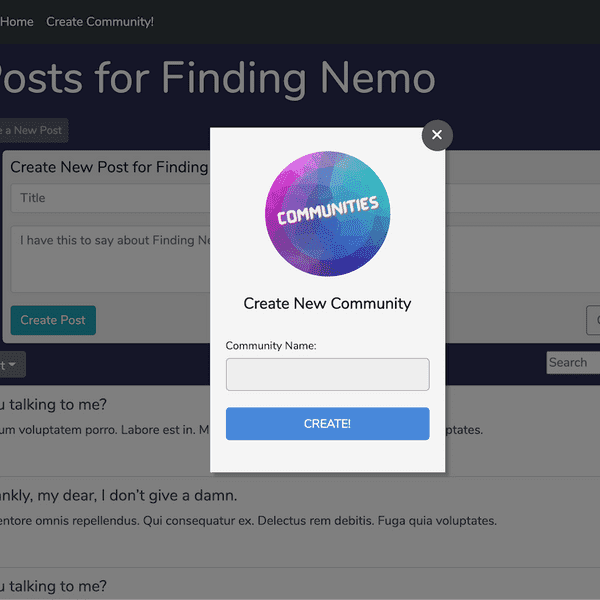 Home Create Community!
Posts for Finding Nemo
e a New Post
Create New Post for Finding
Title
I have this to say about Finding Ne
Create Post
Search
COMMUNITIES
Create New Community
Community Name:
CREATE!
u talking to me?
um voluptatem porro. Labore est in. M ptates.
ankly, my dear, I don't give a damn.
entore omnis repellendus. Qui consequatur ex. Delectus rem debitis. Fuga quia voluptates.
u talking to me?